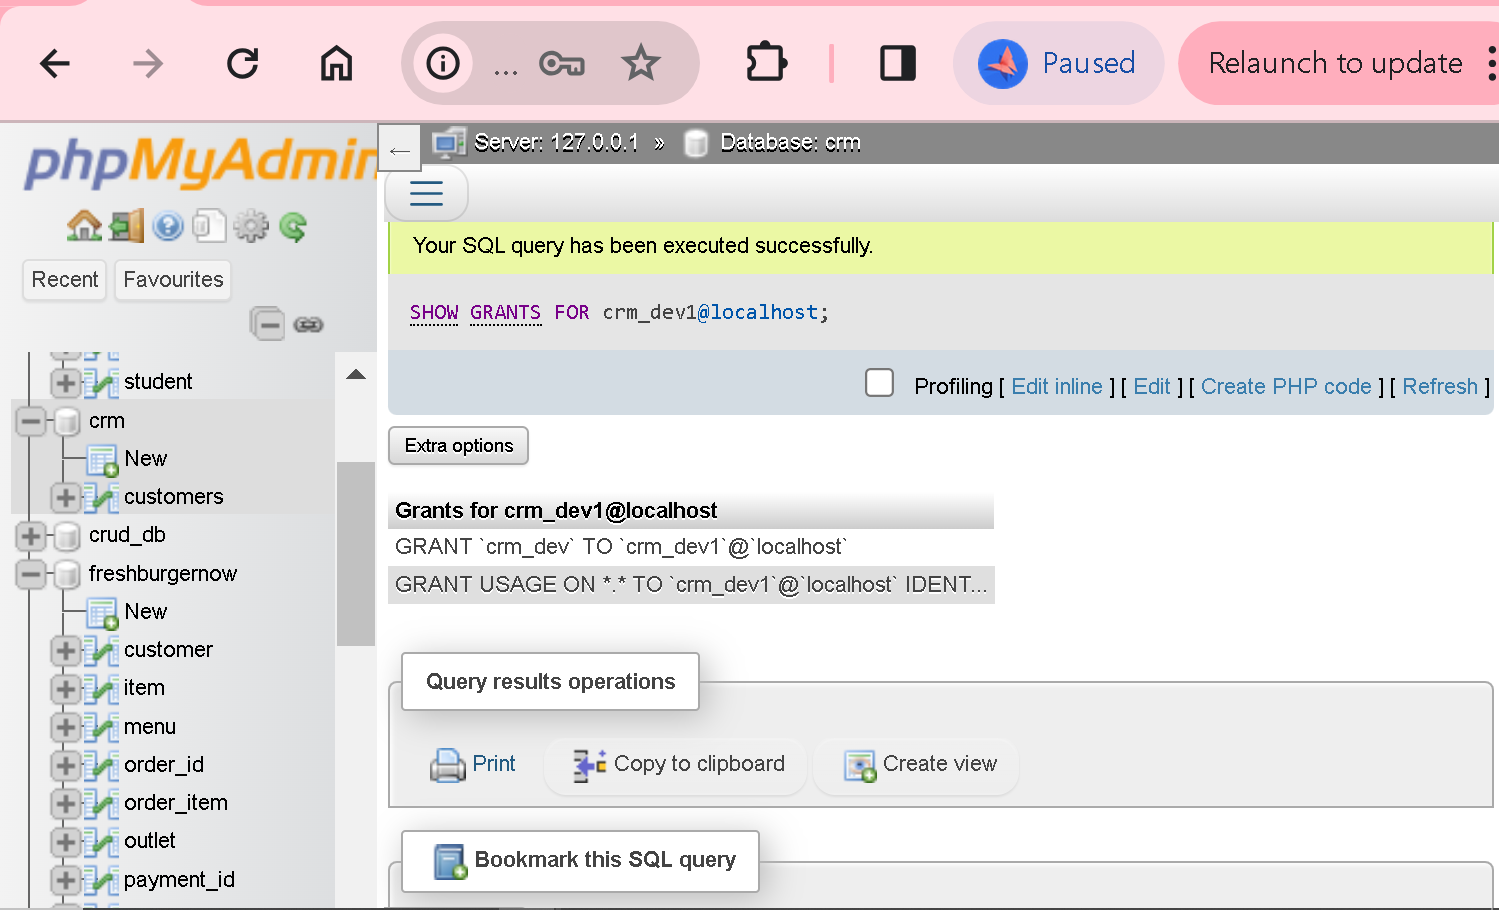 ... Paused Relaunch to update
phpMyAdmin
← Server: 127.0.0.1 » Database: crm
Recent Favourites
student
crm
New
customers
crud_db
freshburgernow
New
customer
item
menu
order_id
order_item
outlet
payment_id
Your SQL query has been executed successfully.
SHOW GRANTS FOR crm_dev1@localhost;
Profiling [ Edit inline ] [ Edit ] [ Create PHP code ] [ Refresh ]
Extra options
Grants for crm_dev1@localhost
GRANT `crm_dev` TO `crm_dev1`@`localhost`
GRANT USAGE ON *.* TO `crm_dev1`@`localhost` IDENT...
Query results operations
Print Copy to clipboard Create view
Bookmark this SQL query